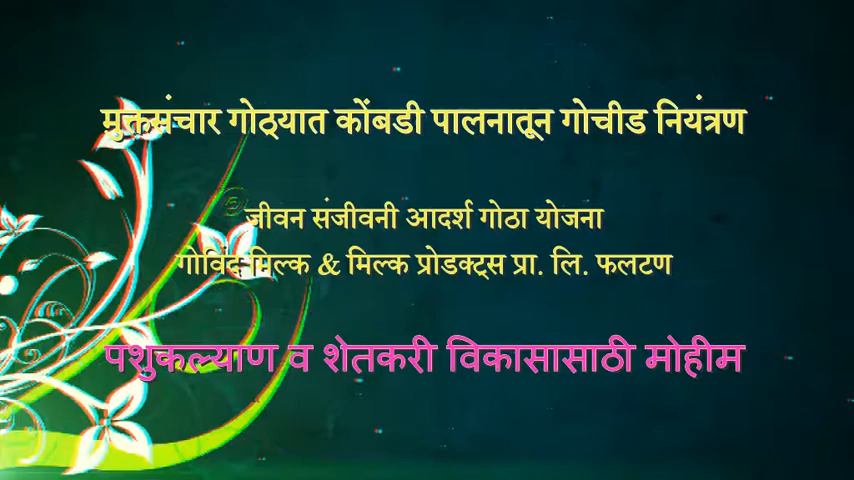 मुक्तसंचार गोठ्यात कोंबडी पालनातून गोचीड नियंत्रण
जीवन संजीवनी आदर्श गोठा योजना
गोविंद मिल्क & मिल्क प्रोडक्ट्स प्रा. लि. फलटण
पशुकल्याण व शेतकरी विकासासाठी मोहीम